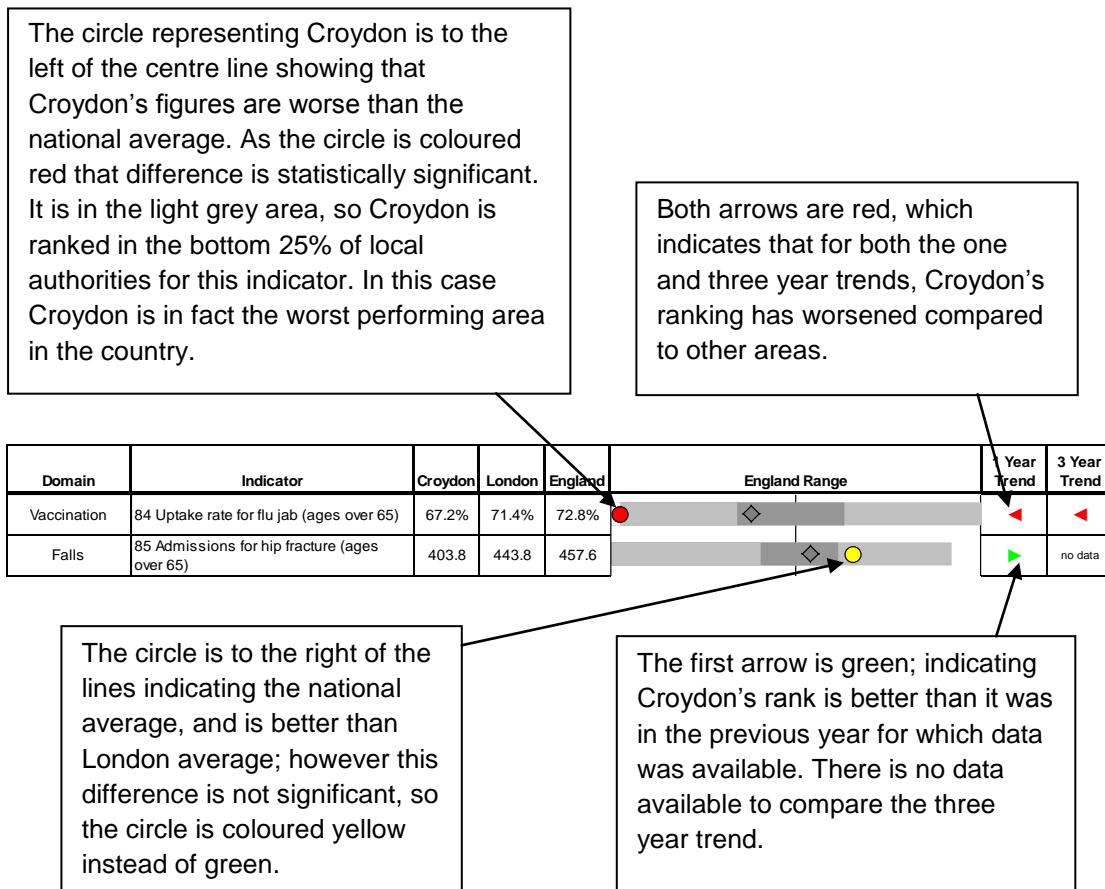 The circle representing Croydon is to the
left of the centre line showing that
Croydon's figures are worse than the
national average. As the circle is coloured
red that difference is statistically significant.
It is in the light grey area, so Croydon is
ranked in the bottom 25% of local
authorities for this indicator. In this case
Croydon is in fact the worst performing area
in the country.
Both arrows are red, which
indicates that for both the one
and three year trends, Croydon's
ranking has worsened compared
to other areas.
Domain Indicator Croydon London England England Range 1 Year Trend 3 Year Trend
Vaccination 84 Uptake rate for flu jab (ages over 65) 67.2% 71.4% 72.8%
Falls 85 Admissions for hip fracture (ages
over 65) 403.8 443.8 457.6 no data
The circle is to the right of the
lines indicating the national
average, and is better than
London average; however this
difference is not significant, so
the circle is coloured yellow
instead of green.
The first arrow is green; indicating
Croydon's rank is better than it was
in the previous year for which data
was available. There is no data
available to compare the three
year trend.